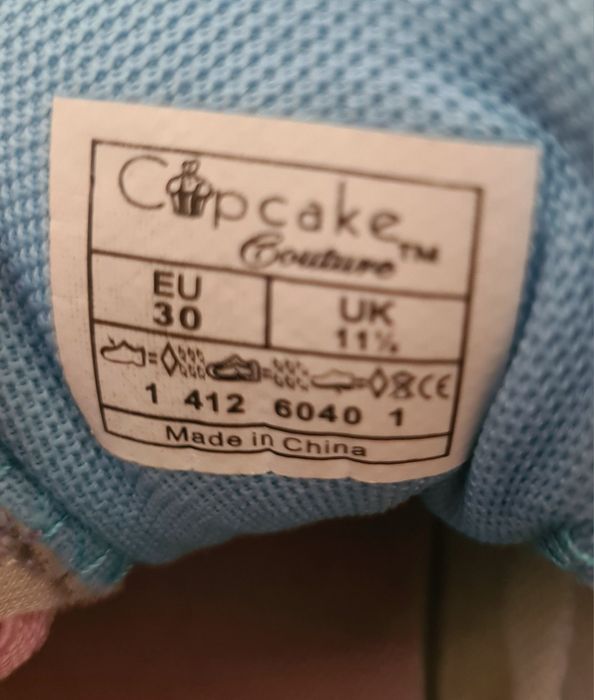 Cupcake
Couture™
EU
30
UK
11½
CE
1 412 6040 1
Made in China